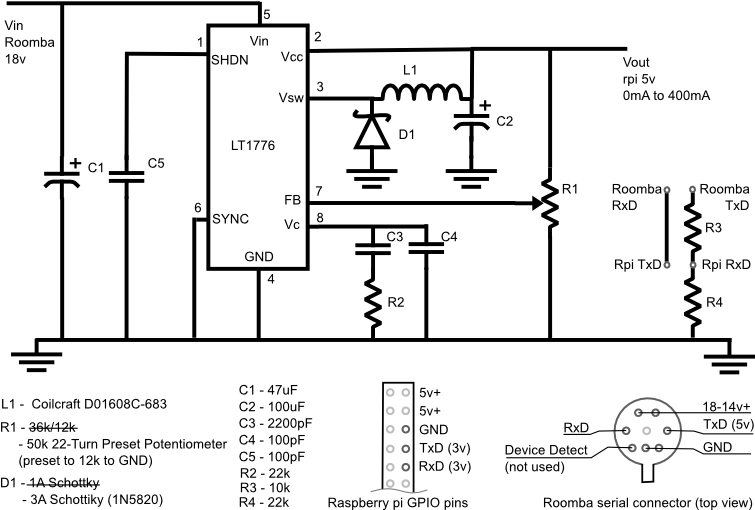 Vin
Roomba
18v
5
1
2
Vin
SHDN
Vcc
L1
Vout
rpi 5v
0mA to 400mA
3
Vsw
+
C2
D1
LT1776
+
C1
C5
7
FB
R1
Roomba
RxD
Roomba
TxD
6
SYNC
8
Vc
C3
C4
R3
Rpi TxD
Rpi RxD
GND
4
R2
R4
L1 - Coilcraft D01608C-683
R1 - 36k/12k
- 50k 22-Turn Preset Potentiometer
(preset to 12k to GND)
D1 - 1A Schottky
- 3A Schottiky (1N5820)
C1 - 47uF
C2 - 100uF
C3 - 2200pF
C4 - 100pF
C5 - 100pF
R2 - 22k
R3 - 10k
R4 - 22k
5v+
5v+
GND
TxD (3v)
RxD (3v)
Raspberry pi GPIO pins
18-14v+
RxD
TxD (5v)
Device Detect
(not used)
GND
Roomba serial connector (top view)